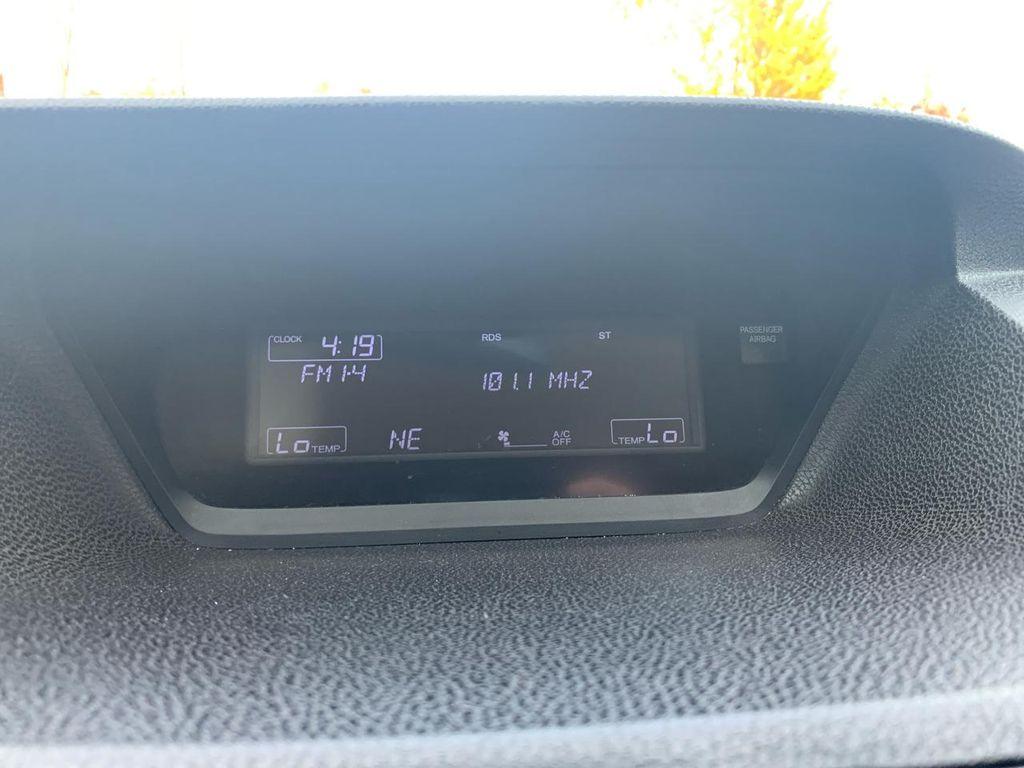 CLOCK 4:19 RDS ST PASSENGER AIRBAG
FM1-4 101.1 MHZ
Lo TEMP NE A/C OFF TEMP Lo